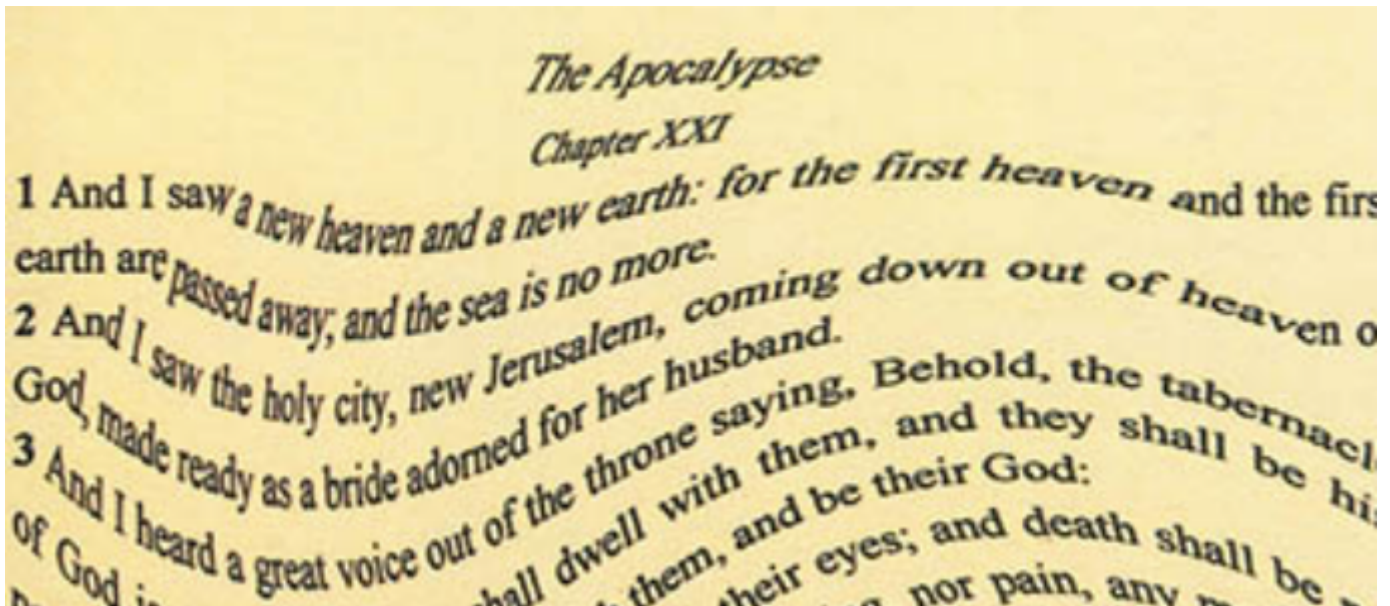 The Apocalypse
Chapter XXI
1 And I saw a new heaven and a new earth: for the first heaven and the firs
earth are passed away; and the sea is no more.
2 And I saw the holy city, new Jerusalem, coming down out of heaven o
God, made ready as a bride adorned for her husband.
3 And I heard a great voice out of the throne saying, Behold, the tabernacl
of God hall dwell with them, and they shall be hi
them, and be their God:
their eyes; and death shall be
nor pain, any